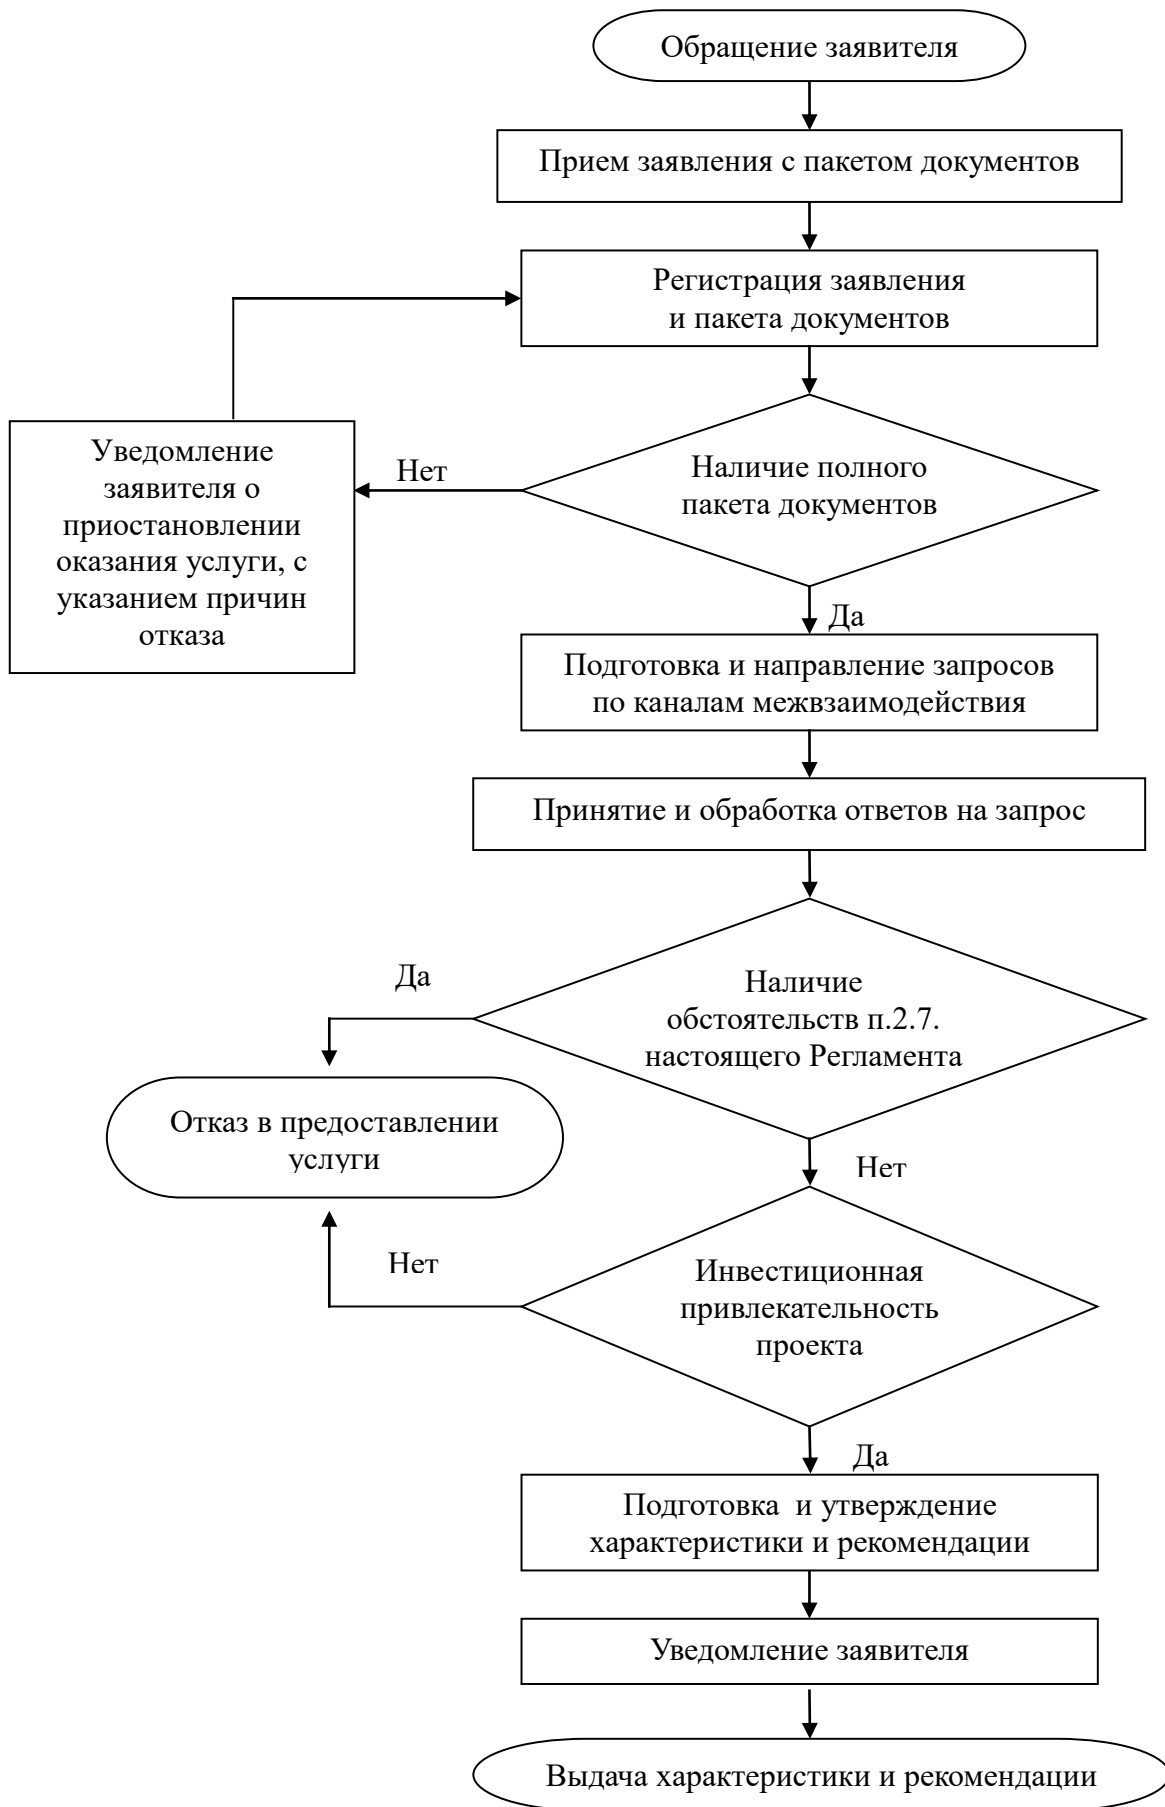 Обращение заявителя
Прием заявления с пакетом документов
Регистрация заявления
и пакета документов
Уведомление
заявителя о
приостановлении
оказания услуги, с
указанием причин
отказа
Нет
Наличие полного
пакета документов
Да
Подготовка и направление запросов
по каналам межвзаимодействия
Принятие и обработка ответов на запрос
Да
Наличие
обстоятельств п.2.7.
настоящего Регламента
Отказ в предоставлении
услуги
Нет
Нет
Инвестиционная
привлекательность
проекта
Да
Подготовка и утверждение
характеристики и рекомендации
Уведомление заявителя
Выдача характеристики и рекомендации